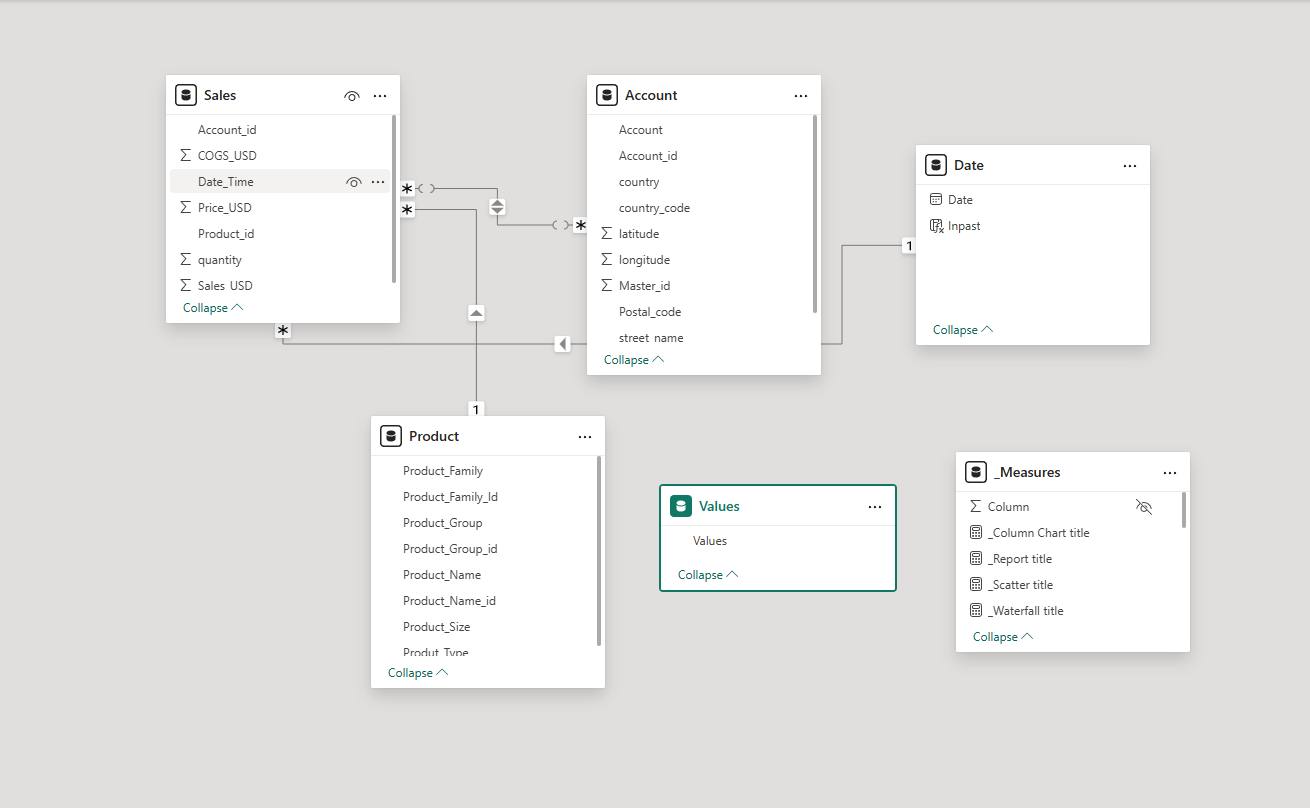 Sales
Account_id
COGS_USD
Date_Time
Price_USD
Product_id
quantity
Sales_USD
Collapse
*
*
*
Account
Account
Account_id
country
country_code
latitude
longitude
Master_id
Postal_code
street_name
Collapse
*
Date
Date
Inpast
Collapse
1
1
Product
Product_Family
Product_Family_Id
Product_Group
Product_Group_id
Product_Name
Product_Name_id
Product_Size
Produt_Type
Collapse
Values
Values
Collapse
_Measures
Column
_Column Chart title
_Report title
_Scatter title
_Waterfall title
Collapse